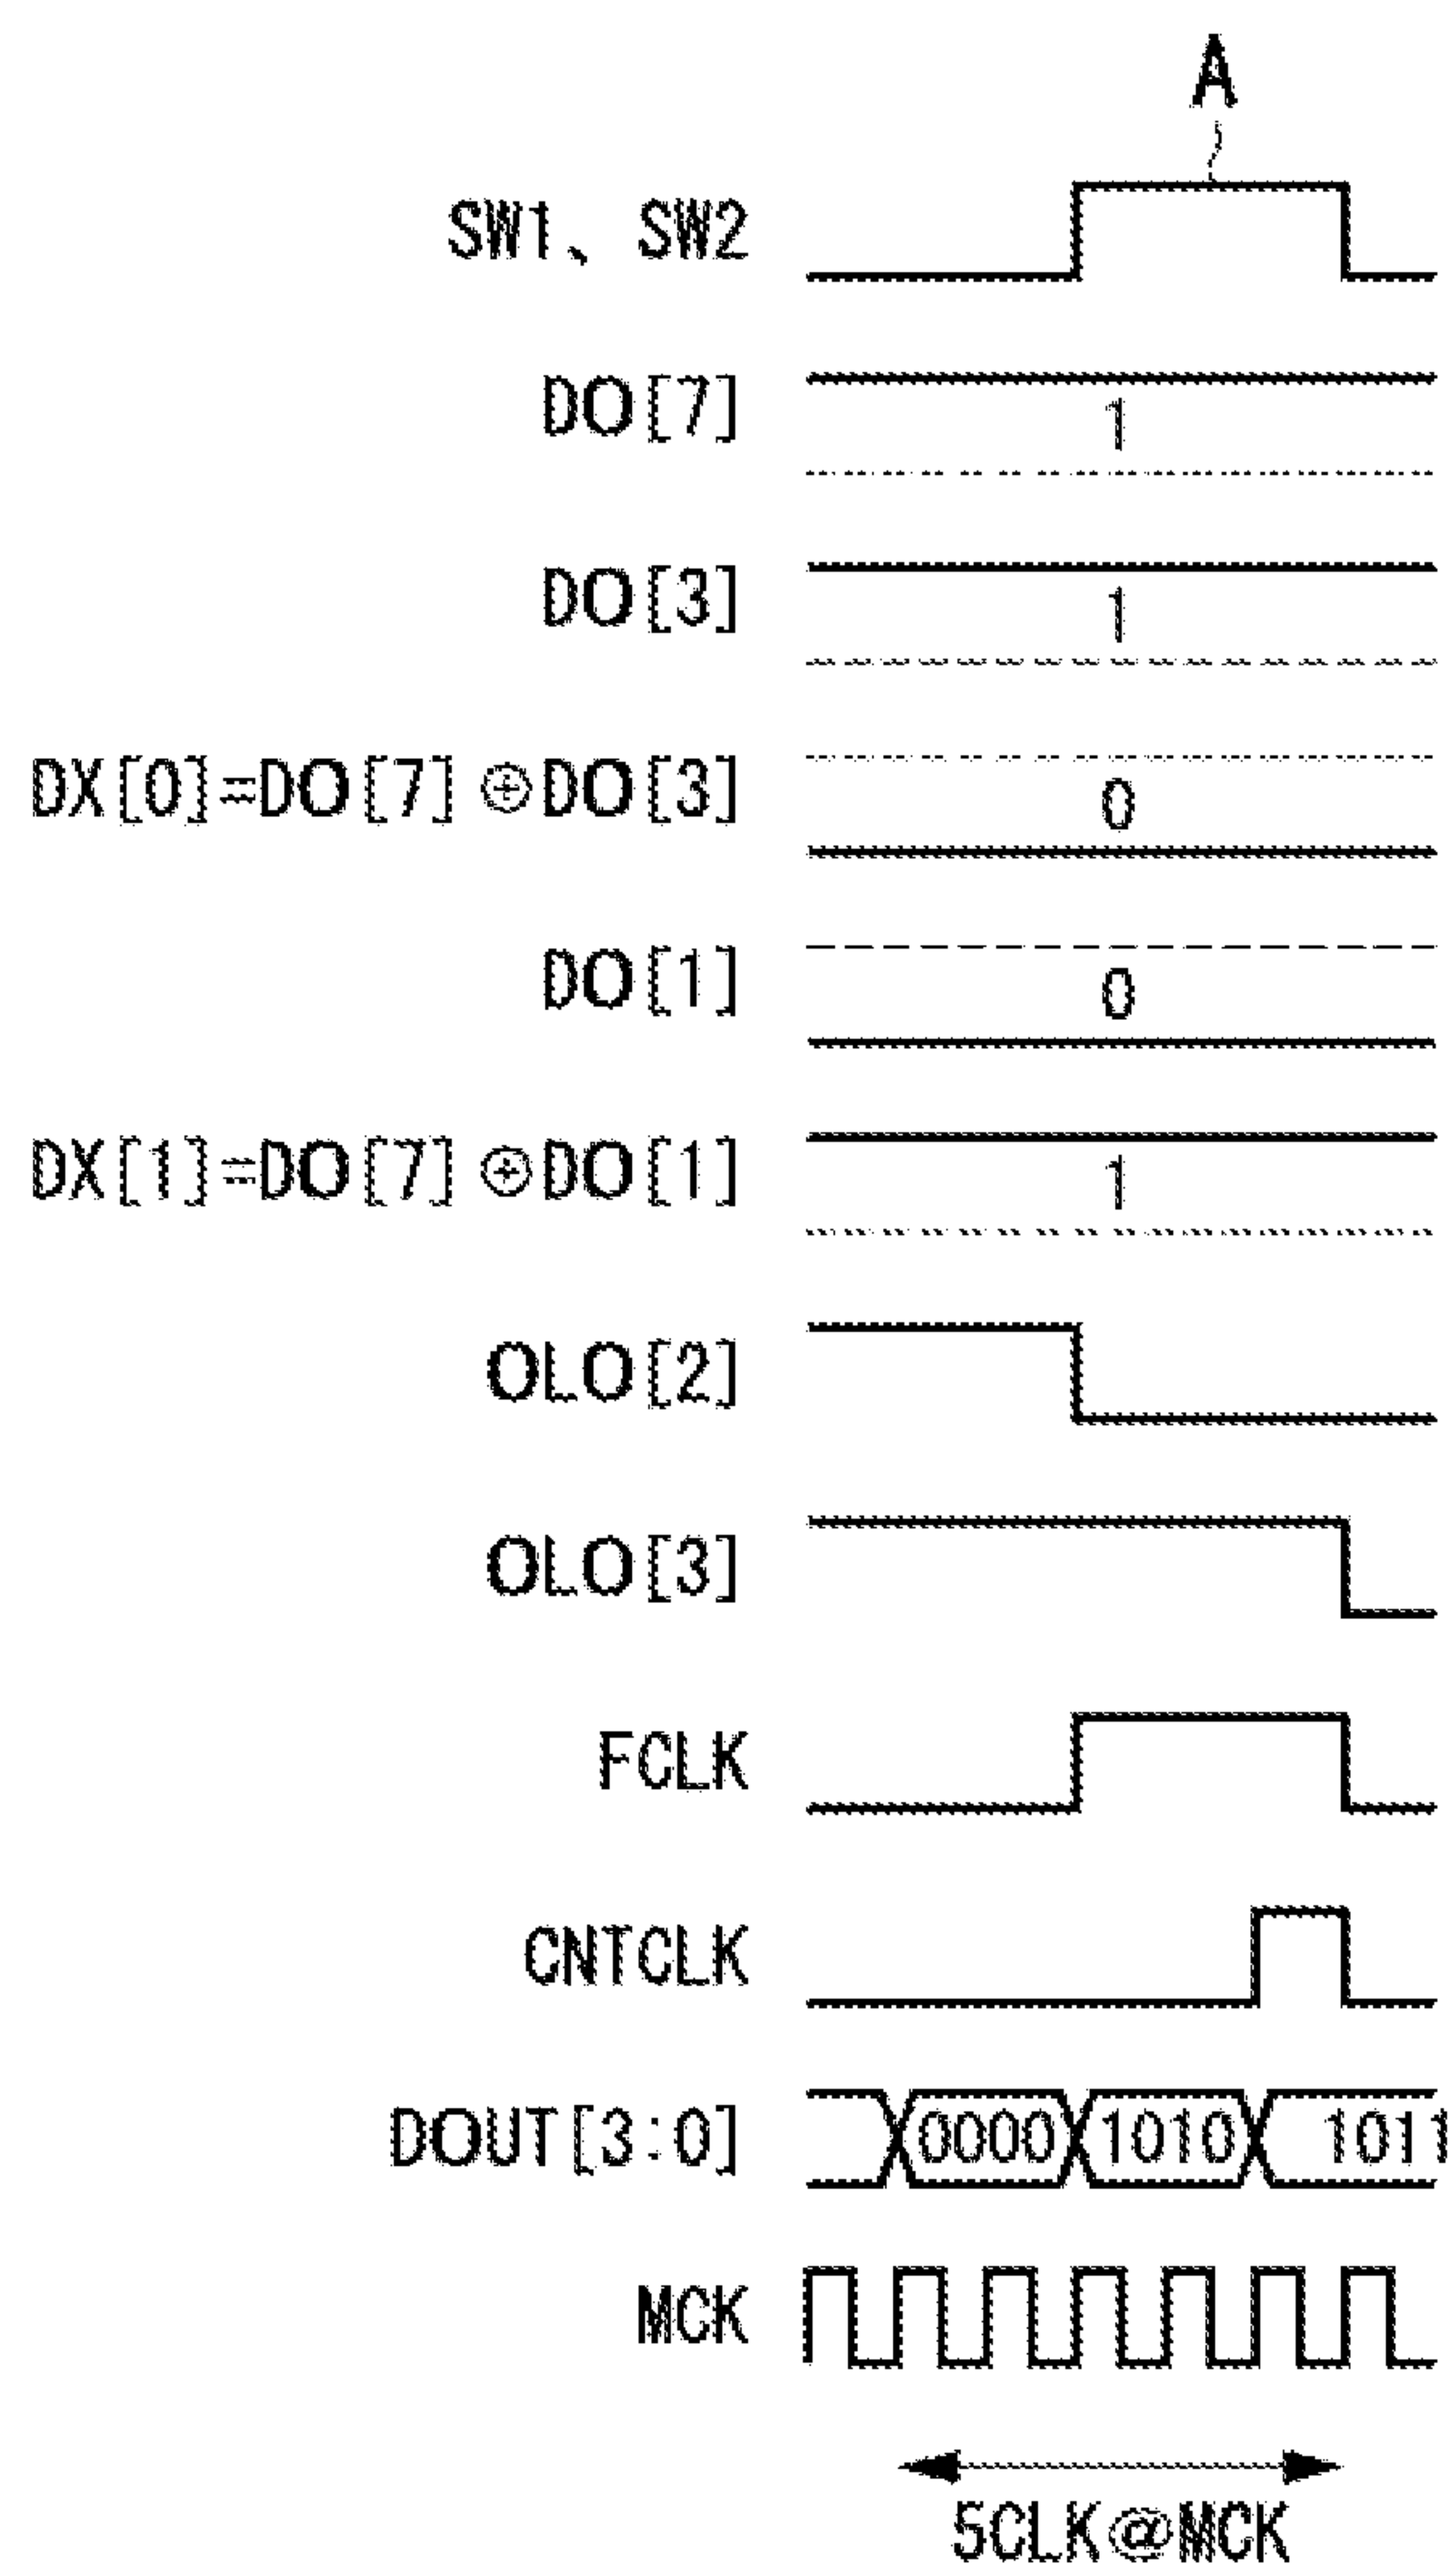 A
SW1、SW2
DO[7]
1
DO[3]
1
DX[0]=DO[7]⊕DO[3]
0
DO[1]
0
DX[1]=DO[7]⊕DO[1]
1
OLO[2]
OLO[3]
FCLK
CNTCLK
DOUT[3:0] 0000 1010 1011
MCK
5CLK@MCK